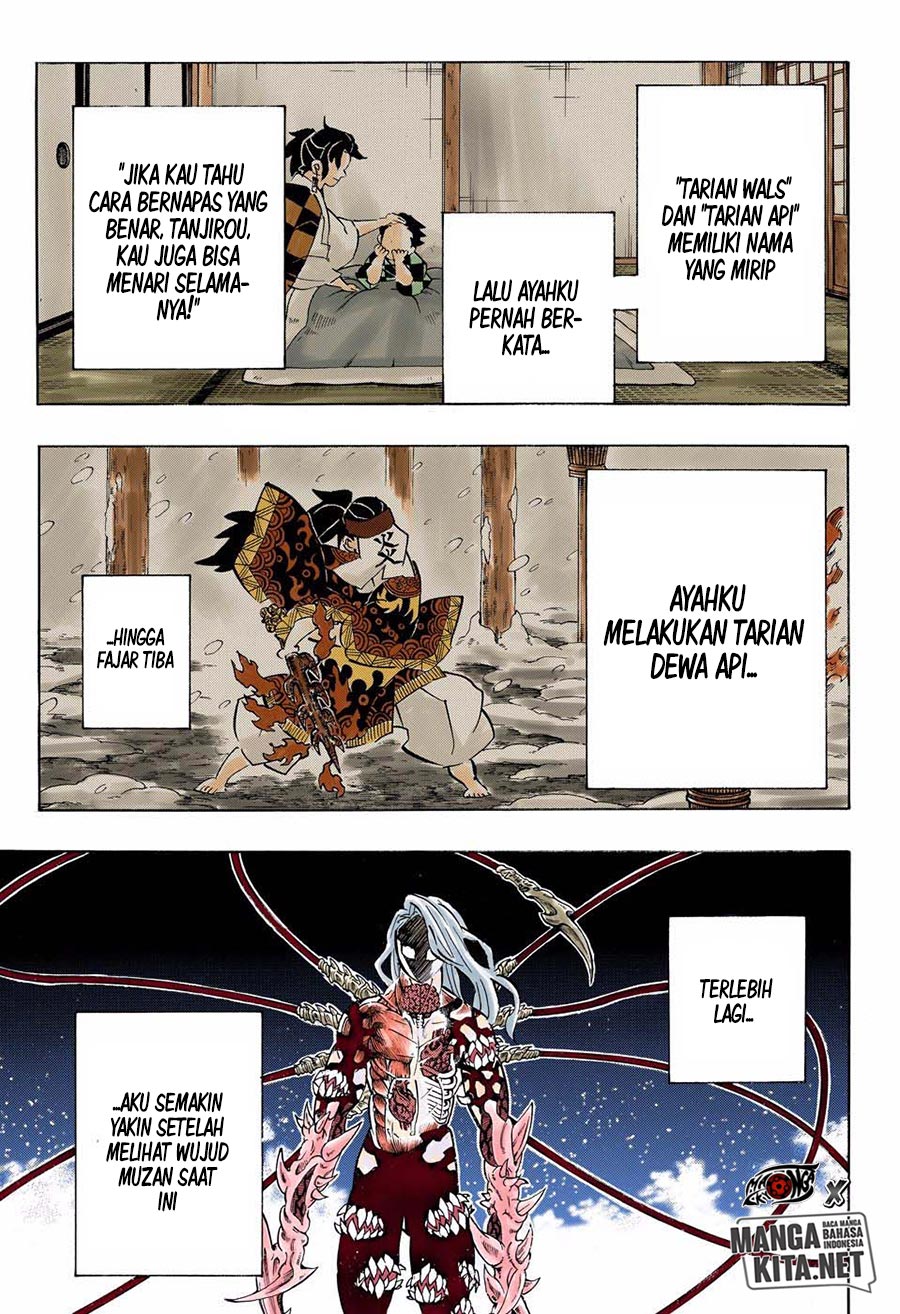 "TARIAN WALS"
DAN "TARIAN API"
MEMILIKI NAMA
YANG MIRIP
LALU AYAHKU
PERNAH BER-
KATA...
"JIKA KAU TAHU
CARA BERNAPAS YANG
BENAR, TANJIROU,
KAU JUGA BISA
MENARI SELAMA-
NYA!"
AYAHKU
MELAKUKAN TARIAN
DEWA API...
炎
...HINGGA
FAJAR TIBA
TERLEBIH
LAGI...
...AKU SEMAKIN
YAKIN SETELAH
MELIHAT WUJUD
MUZAN SAAT
INI
X
MANGA
KITA.NET
BACA MANGA
BAHASA
INDONESIA